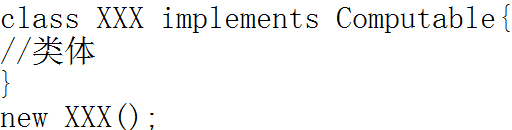 class XXX implements Computable{
//类体
}
new XXX();